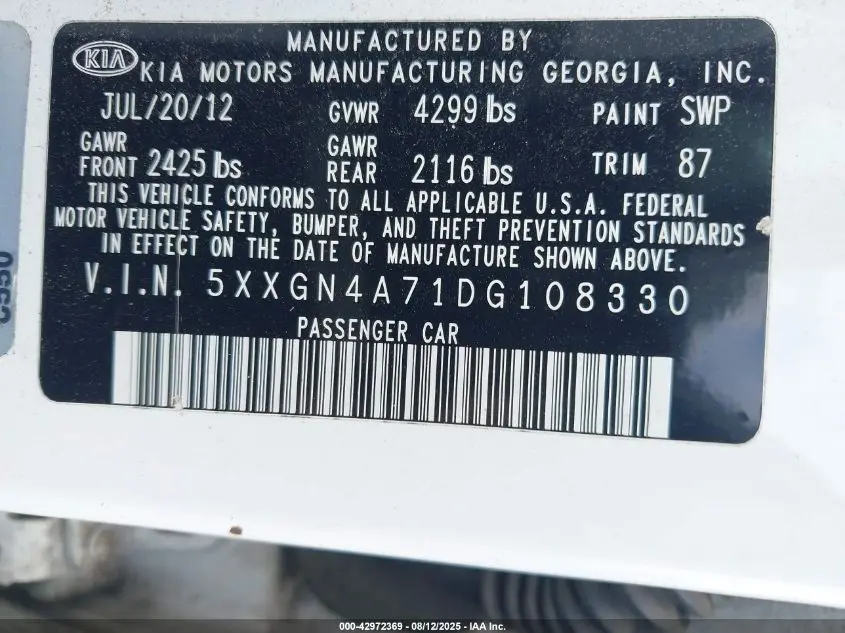 MANUFACTURED BY
KIA KIA MOTORS MANUFACTURING GEORGIA, INC.
JUL/20/12 GVWR 4299 lbs PAINT SWP
GAWR FRONT 2425 lbs GAWR REAR 2116 lbs TRIM 87
THIS VEHICLE CONFORMS TO ALL APPLICABLE U.S.A. FEDERAL
MOTOR VEHICLE SAFETY, BUMPER, AND THEFT PREVENTION STANDARDS
IN EFFECT ON THE DATE OF MANUFACTURE SHOWN ABOVE.
V.I.N. 5XXGN4A71DG108330
PASSENGER CAR
000-42972369 - 08/12/2025 - IAA Inc.